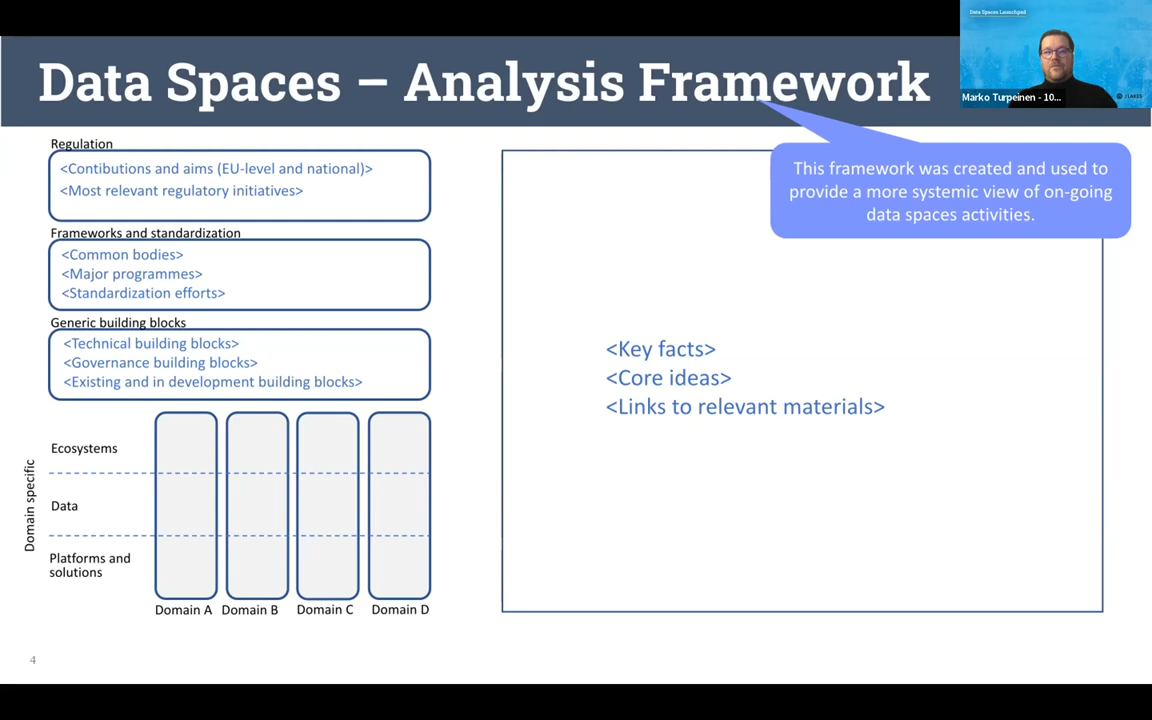 Data Spaces – Analysis Framework
Data Spaces Launchpad
Marko Turpeinen - 10...
This framework was created and used to
provide a more systemic view of on-going
data spaces activities.
Regulation
<Contibutions and aims (EU-level and national)>
<Most relevant regulatory initiatives>
Frameworks and standardization
<Common bodies>
<Major programmes>
<Standardization efforts>
Generic building blocks
<Technical building blocks>
<Governance building blocks>
<Existing and in development building blocks>
Domain specific
Ecosystems
Data
Platforms and
solutions
Domain A Domain B Domain C Domain D
<Key facts>
<Core ideas>
<Links to relevant materials>
4